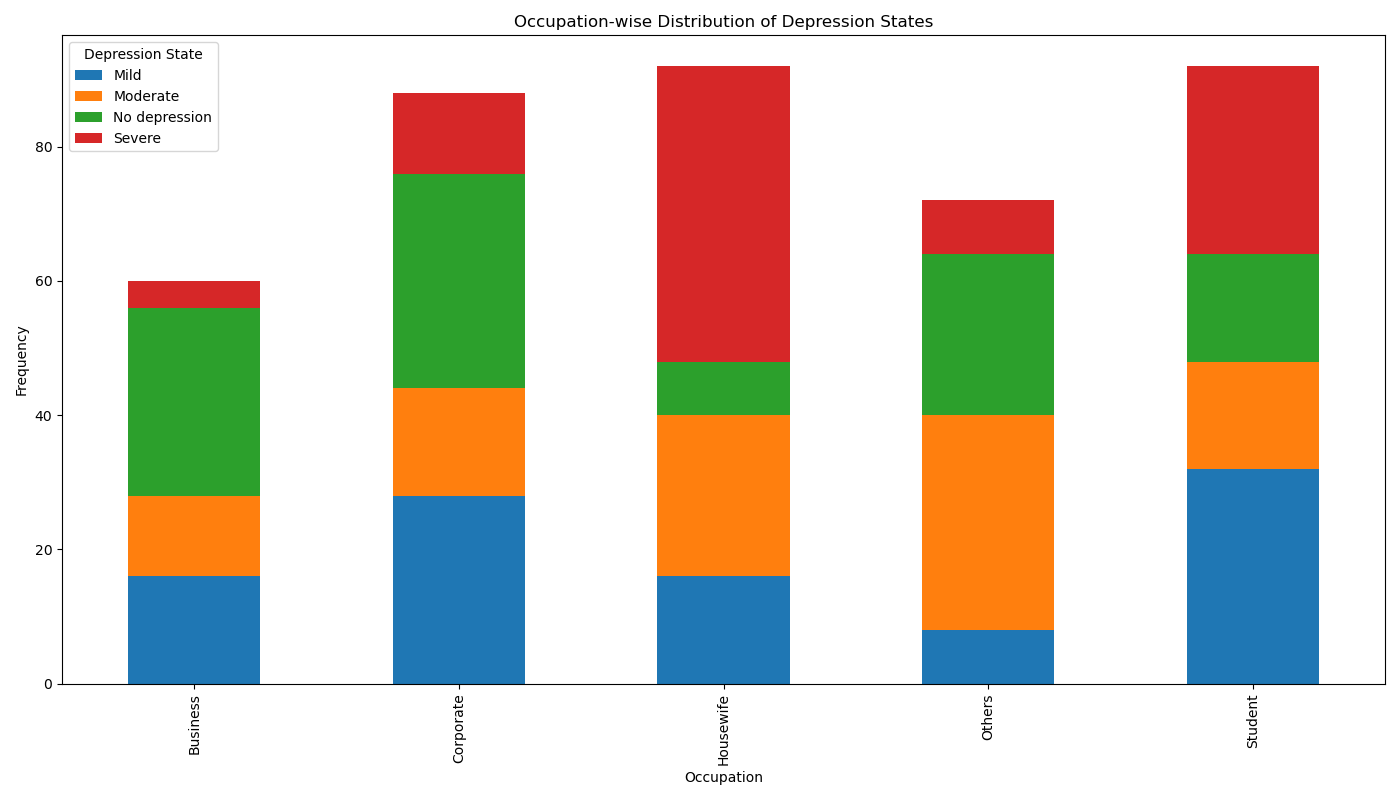 Occupation-wise Distribution of Depression States
Depression State
Mild
Moderate
No depression
Severe
Frequency
80
60
40
20
0
Business
Corporate
Housewife
Others
Student
Occupation